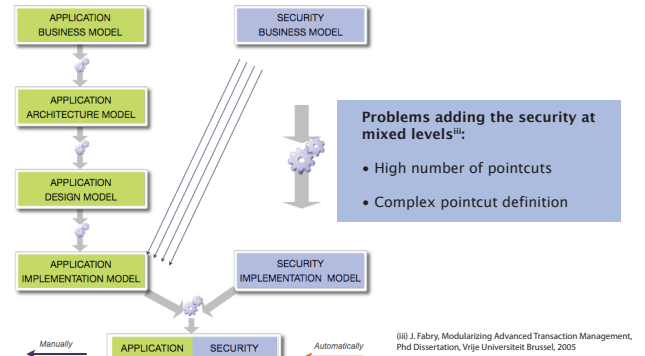 APPLICATION
BUSINESS MODEL
SECURITY
BUSINESS MODEL
APPLICATION
ARCHITECTURE MODEL
Problems adding the security at
mixed levelsⁱⁱⁱ:
• High number of pointcuts
• Complex pointcut definition
APPLICATION
DESIGN MODEL
APPLICATION
IMPLEMENTATION MODEL
SECURITY
IMPLEMENTATION MODEL
(iii) J. Fabry, Modularizing Advanced Transaction Management,
Phd Dissertation, Vrije Universiteit Brussel, 2005
Manually
APPLICATION SECURITY
Automatically